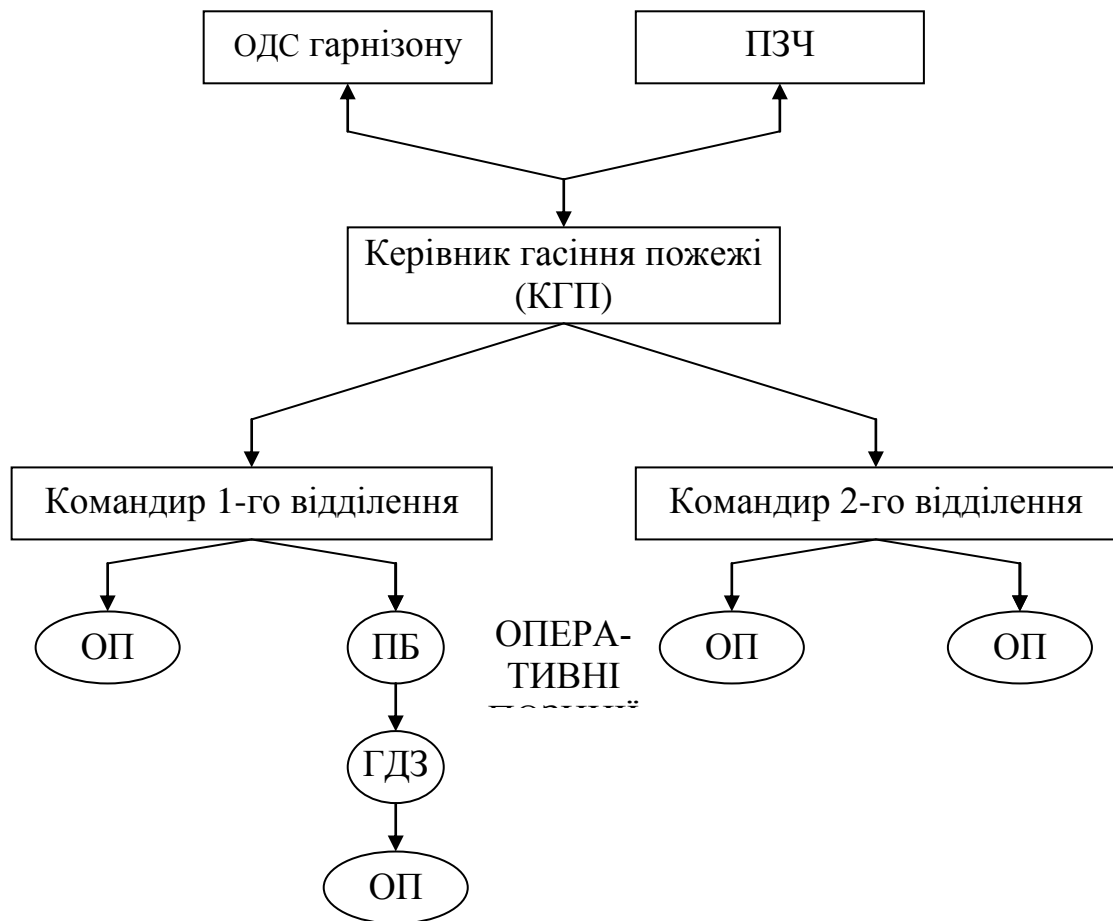 ОДС гарнізону
ПЗЧ
Керівник гасіння пожежі
(КГП)
Командир 1-го відділення
Командир 2-го відділення
ОП
ПБ
ОПЕРА-
ТИВНІ
ОП
ОП
ГДЗ
ОП